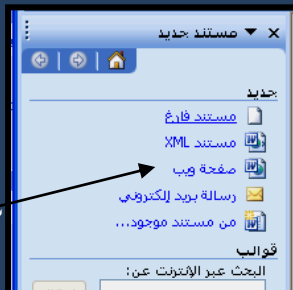 مستند جديد
جديد
مستند فارغ
مستند XML
صفحة ويب
رسالة بريد إلكتروني
من مستند موجود...
قوالب
البحث عبر الإنترنت عن: